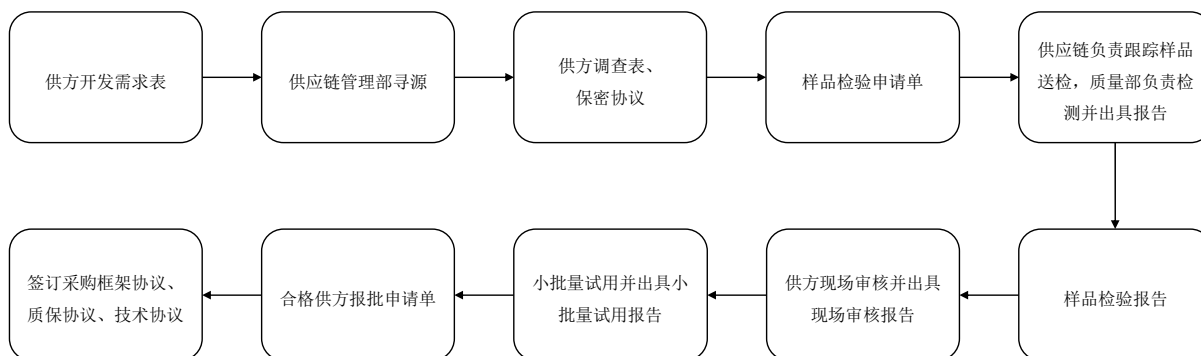 供方开发需求表
供应链管理部寻源
供方调查表、
保密协议
样品检验申请单
供应链负责跟踪样品
送检，质量部负责检
测并出具报告
签订采购框架协议、
质保协议、技术协议
合格供方报批申请单
小批量试用并出具小
批量试用报告
供方现场审核并出具
现场审核报告
样品检验报告